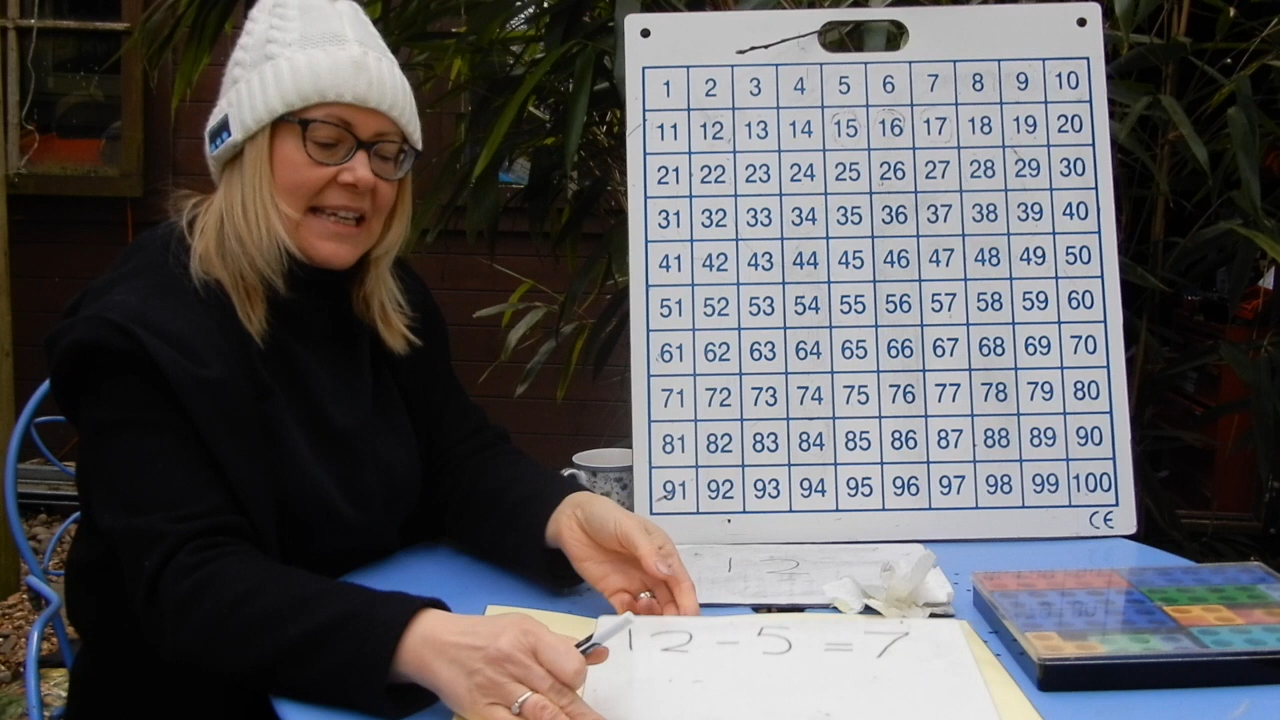 1 2 3 4 5 6 7 8 9 10
11 12 13 14 15 16 17 18 19 20
21 22 23 24 25 26 27 28 29 30
31 32 33 34 35 36 37 38 39 40
41 42 43 44 45 46 47 48 49 50
51 52 53 54 55 56 57 58 59 60
61 62 63 64 65 66 67 68 69 70
71 72 73 74 75 76 77 78 79 80
81 82 83 84 85 86 87 88 89 90
91 92 93 94 95 96 97 98 99 100
CE
12
12 - 5 = 7